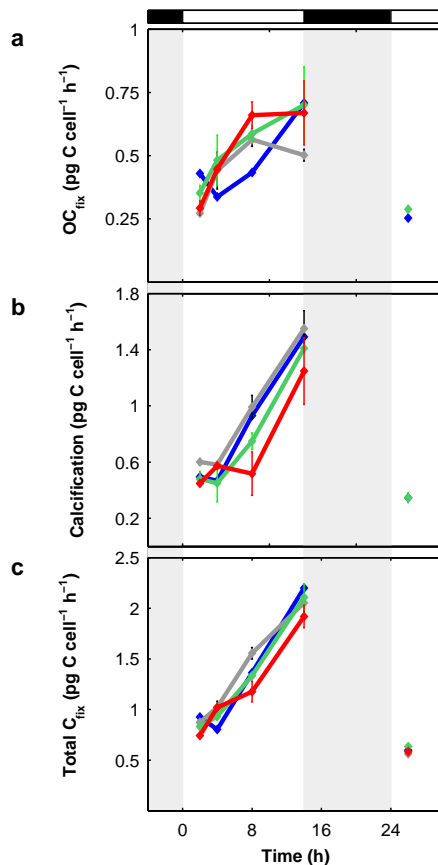 a
1
0.75
0.5
0.25
OC_fix (pg C cell⁻¹ h⁻¹)
b
1.8
1.4
1
0.6
0.2
Calcification (pg C cell⁻¹ h⁻¹)
c
2.5
2
1.5
1
0.5
Total C_fix (pg C cell⁻¹ h⁻¹)
0 8 16 24
Time (h)